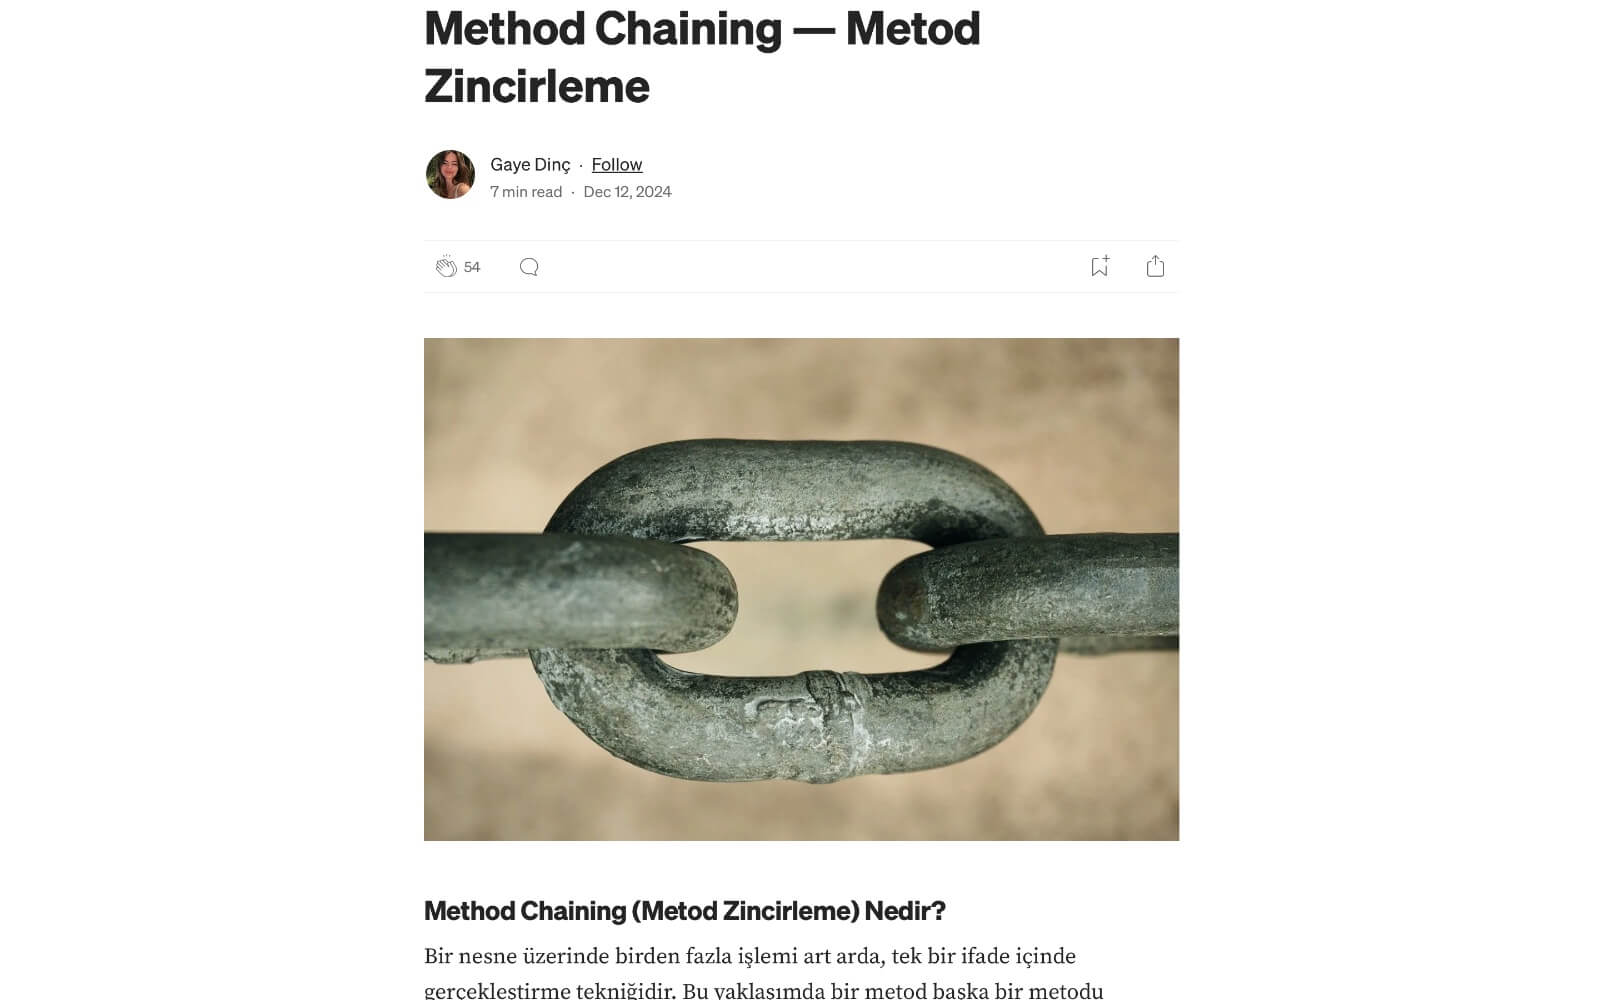 Method Chaining — Metod
Zincirleme
Gaye Dinç · Follow
7 min read · Dec 12, 2024
54
Method Chaining (Metod Zincirleme) Nedir?
Bir nesne üzerinde birden fazla işlemi art arda, tek bir ifade içinde
gerçekleştirme tekniğidir. Bu yaklaşımda bir metod başka bir metodu